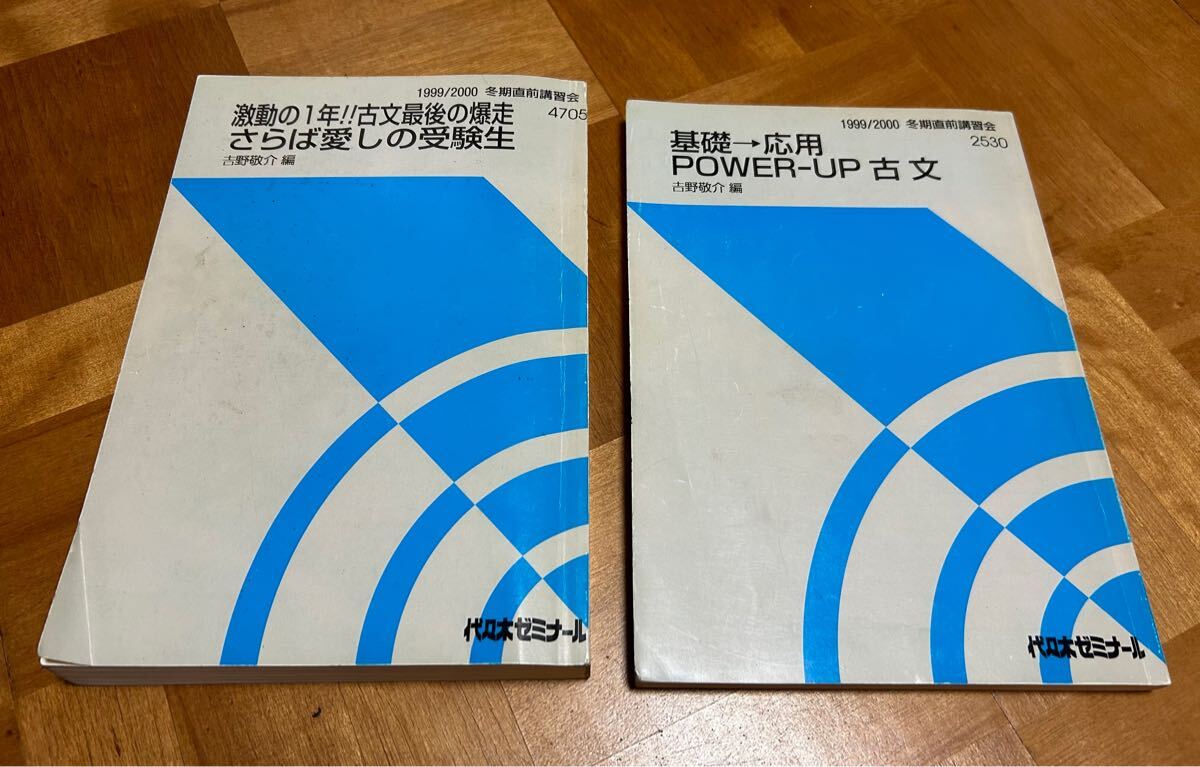 1999/2000 冬期直前講習会
4705
激動の1年!!古文最後の爆走
さらば愛しの受験生
吉野敬介 編
代々木ゼミナール
1999/2000 冬期直前講習会
2530
基礎→応用
POWER-UP 古文
吉野敬介 編
代々木ゼミナール